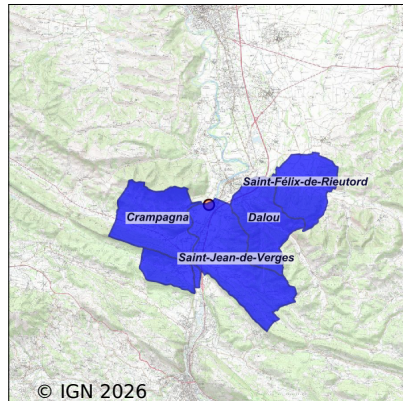 Saint-Félix-de-Rieutord
Crampagna
Dalou
Saint-Jean-de-Verges
© IGN 2026